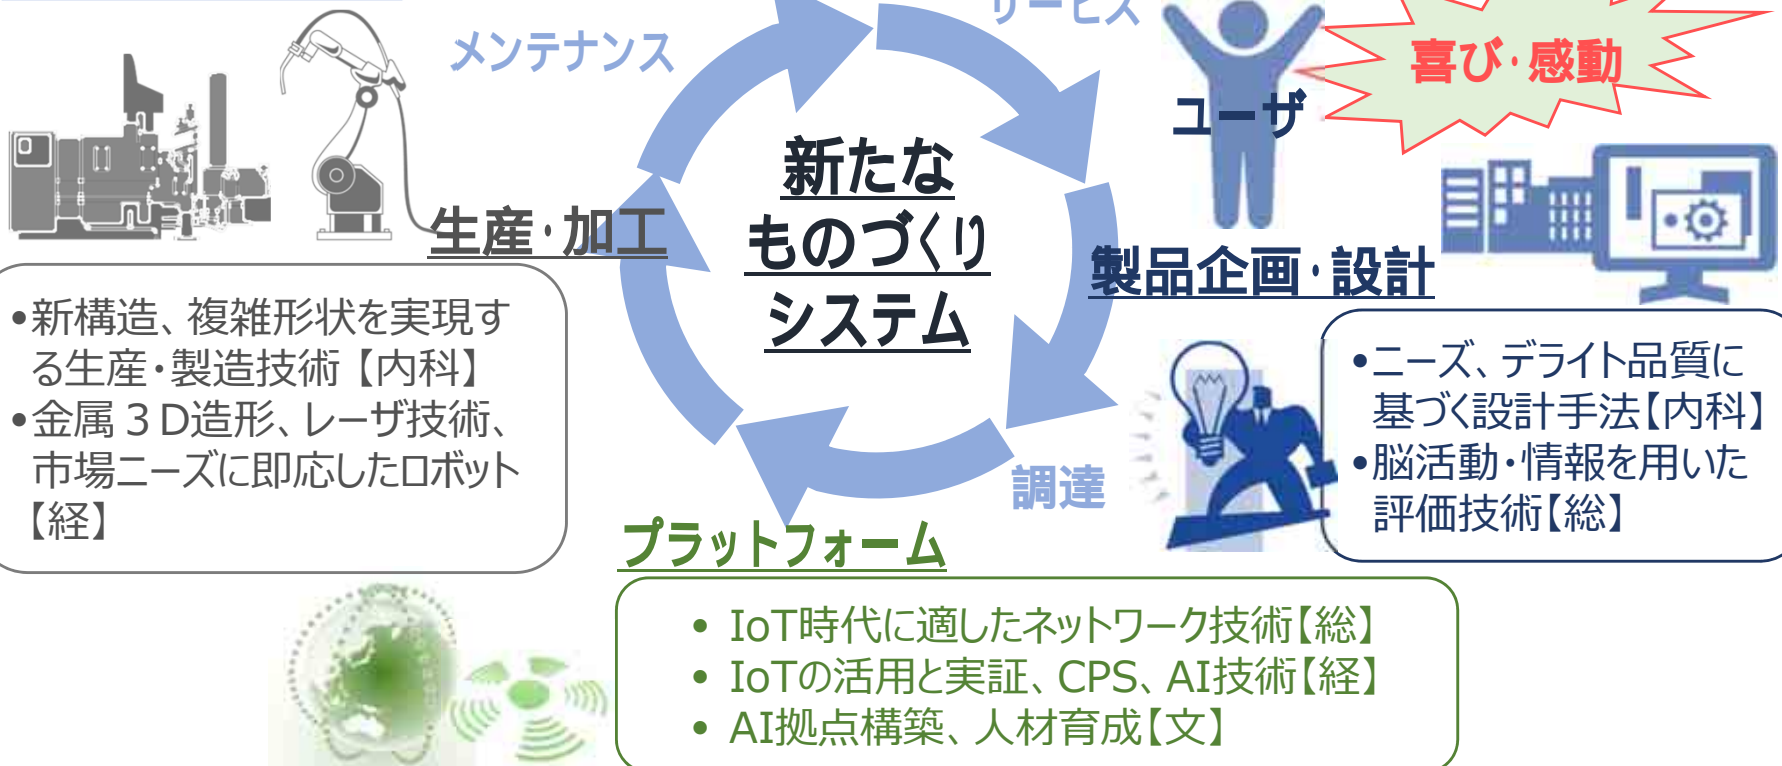 サービス
メンテナンス
喜び・感動
ユーザ
新たな
ものづくり
システム
生産・加工
製品企画・設計
•新構造、複雑形状を実現す
る生産・製造技術【内科】
•金属３D造形、レーザ技術、
市場ニーズに即応したロボット
【経】
•ニーズ、デライト品質に
基づく設計手法【内科】
•脳活動・情報を用いた
評価技術【総】
調達
プラットフォーム
• IoT時代に適したネットワーク技術【総】
• IoTの活用と実証、CPS、AI技術【経】
• AI拠点構築、人材育成【文】